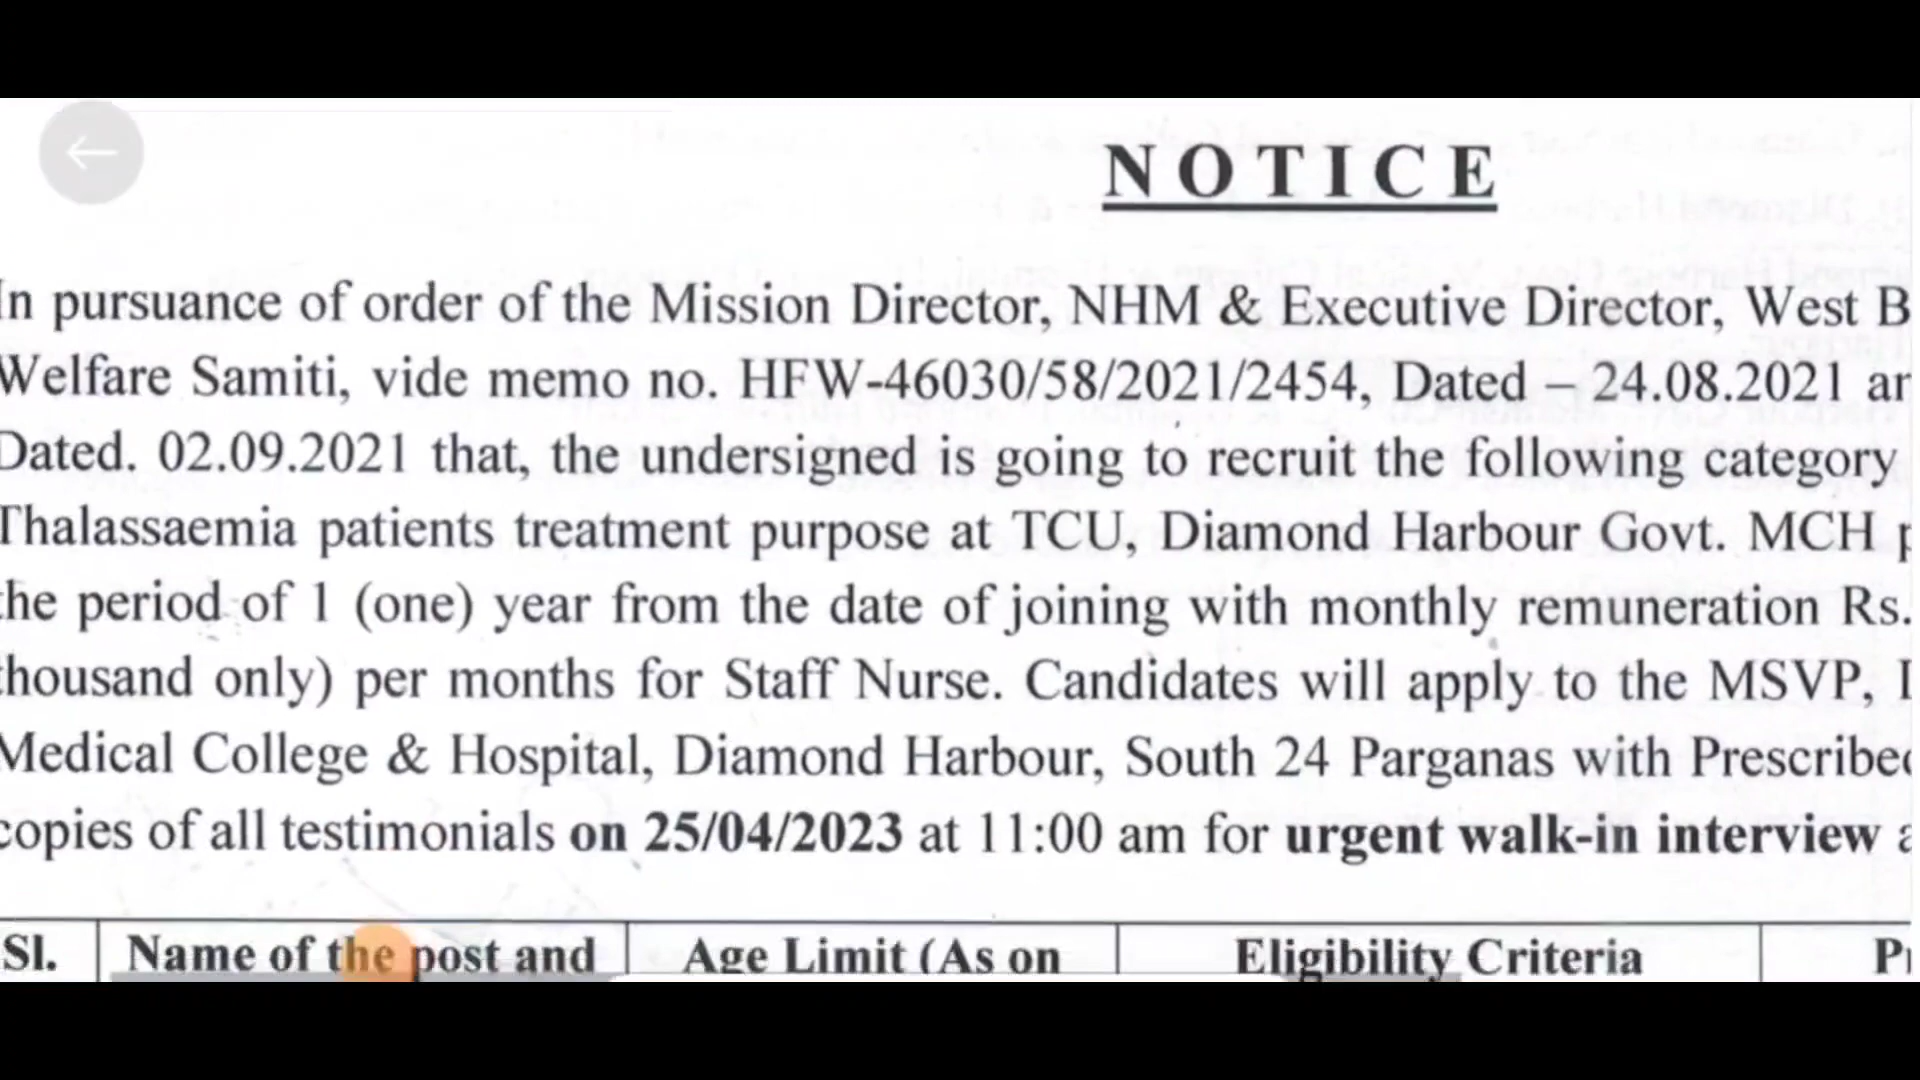 NOTICE
In pursuance of order of the Mission Director, NHM & Executive Director, West B
Welfare Samiti, vide memo no. HFW-46030/58/2021/2454, Dated – 24.08.2021 an
Dated. 02.09.2021 that, the undersigned is going to recruit the following category
Thalassaemia patients treatment purpose at TCU, Diamond Harbour Govt. MCH p
the period of 1 (one) year from the date of joining with monthly remuneration Rs.
thousand only) per months for Staff Nurse. Candidates will apply to the MSVP,
Medical College & Hospital, Diamond Harbour, South 24 Parganas with Prescribed
copies of all testimonials on 25/04/2023 at 11:00 am for urgent walk-in interview a
Sl. Name of the post and Age Limit (As on Eligibility Criteria